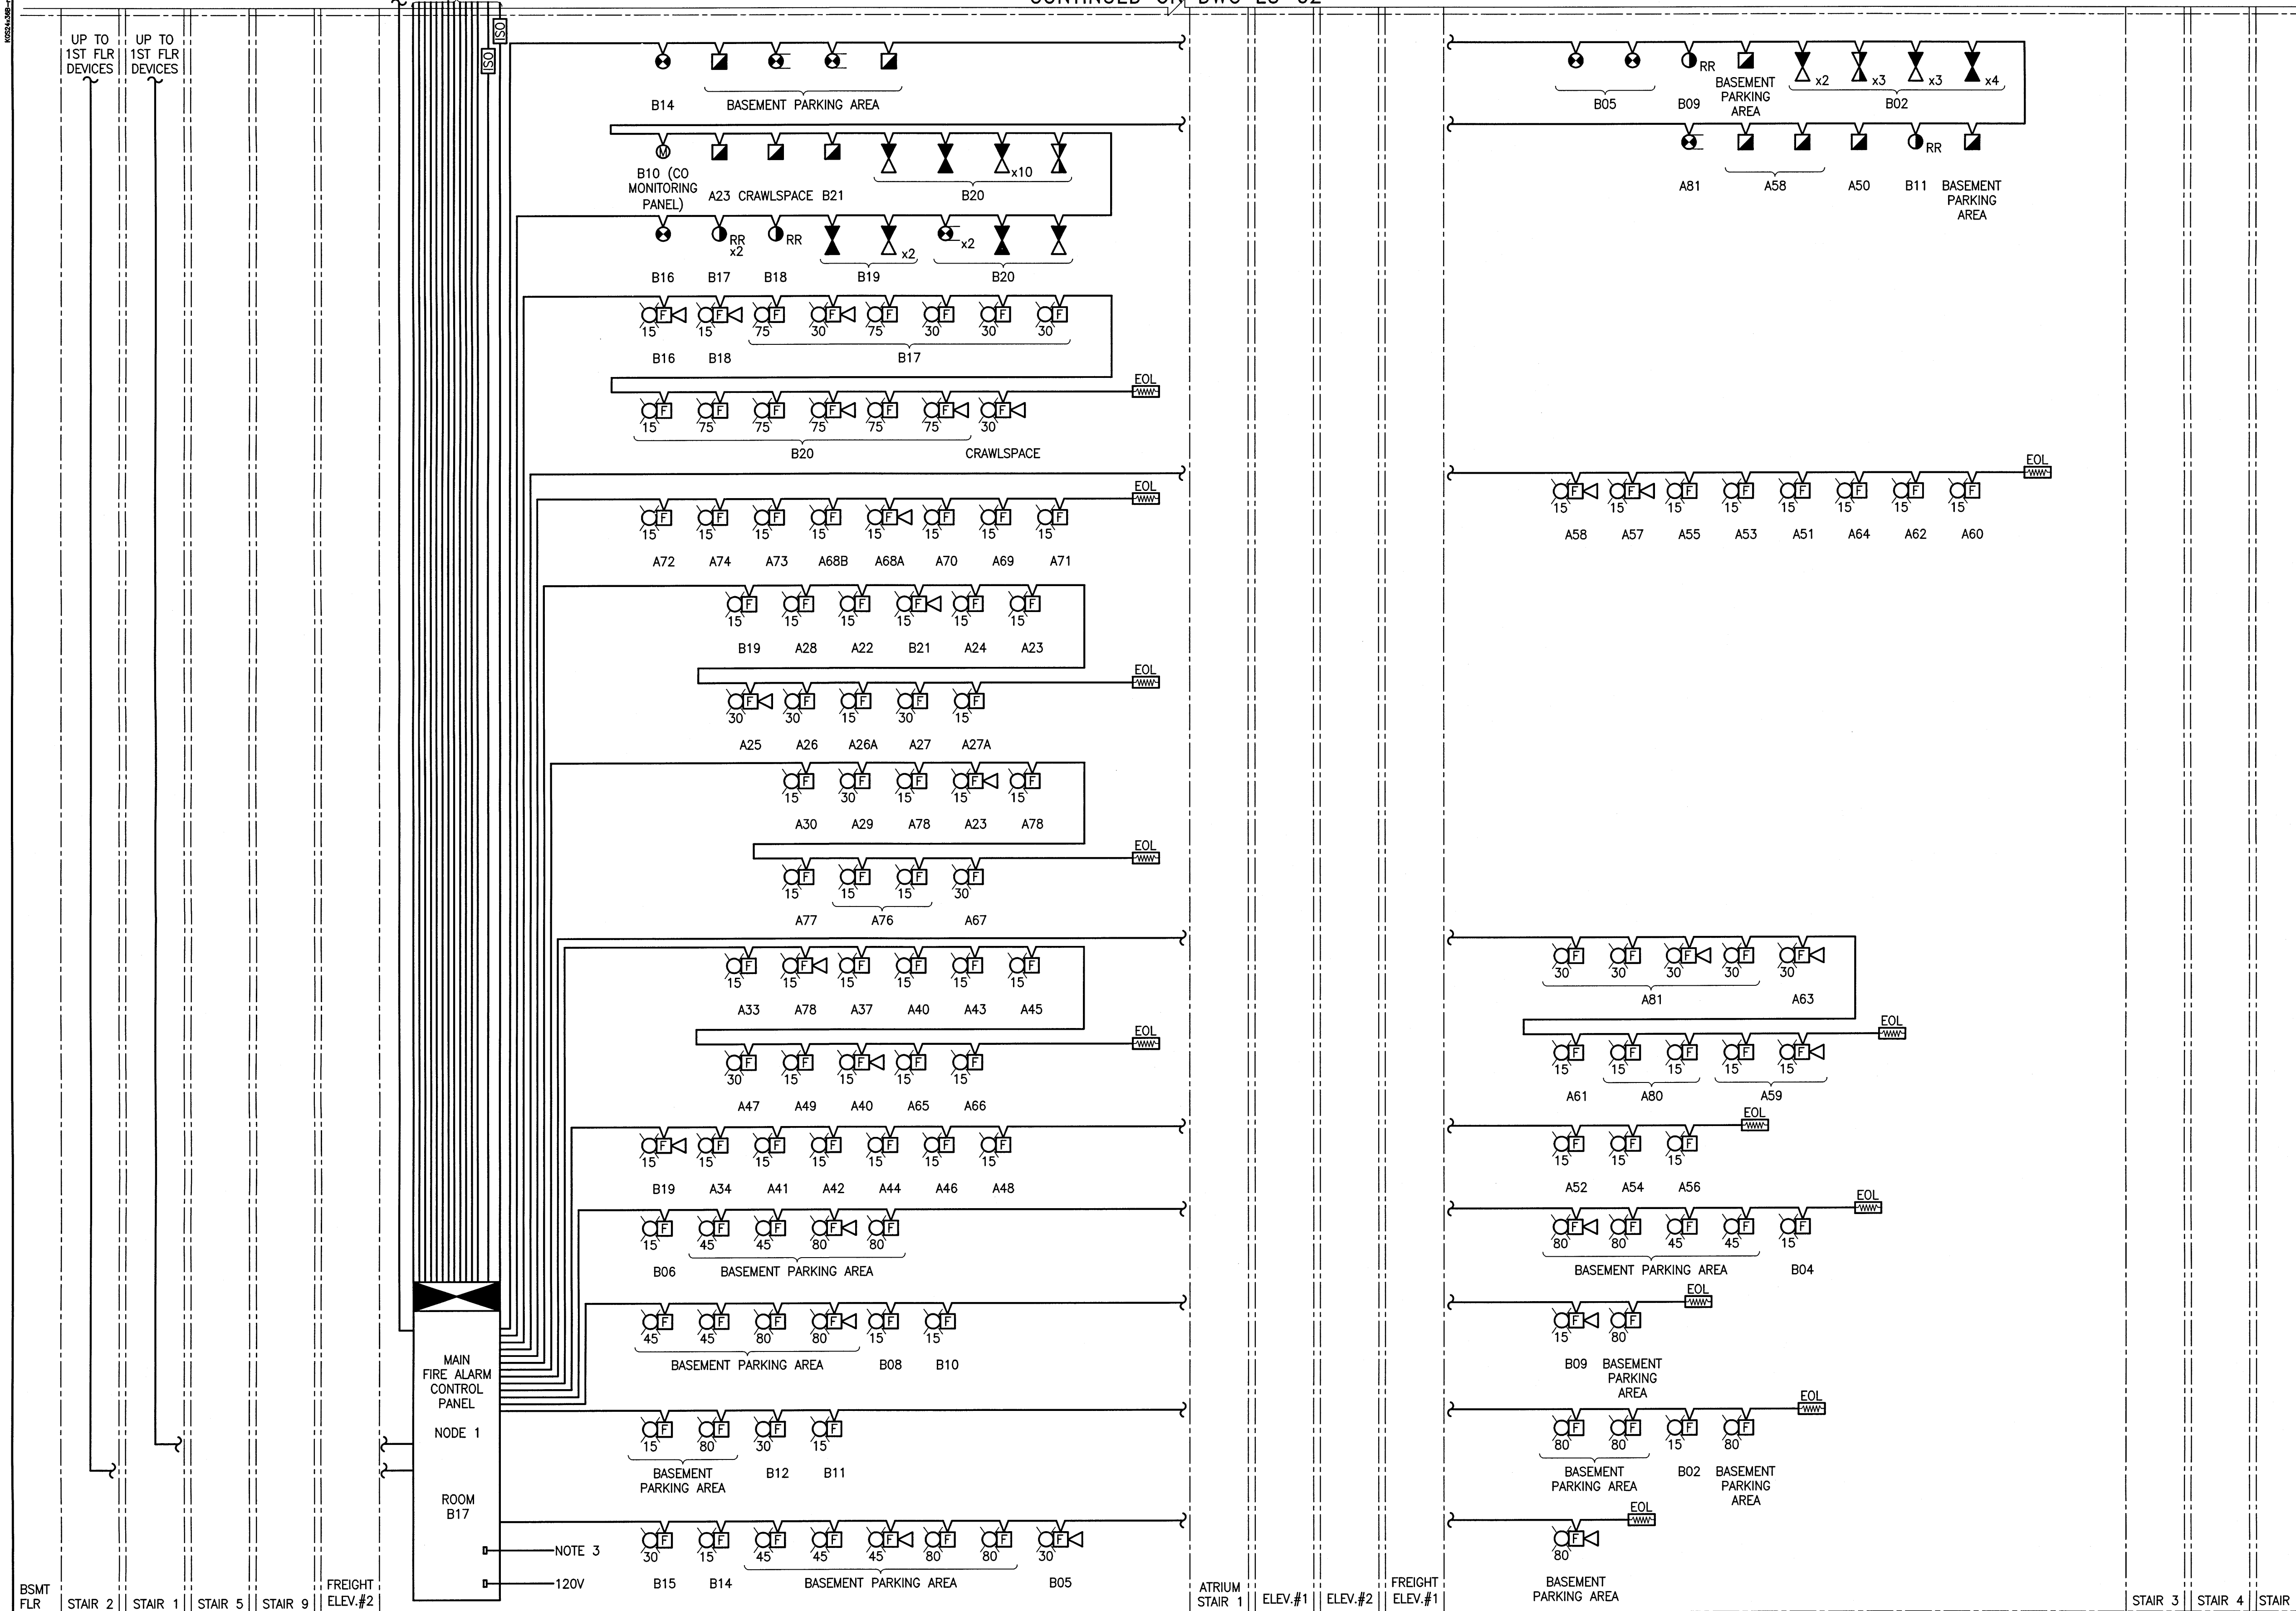 CONTINUED ON DWG
UP TO 1ST FLR DEVICES
UP TO 1ST FLR DEVICES
ISO
ISO
B14 BASEMENT PARKING AREA
RR
x2 x3 x3 x4
B05 B09 BASEMENT PARKING AREA B02
M
x10
B10 (CO MONITORING PANEL) A23 CRAWLSPACE B21 B20
RR
A81 A58 A50 B11 BASEMENT PARKING AREA
RR x2 RR x2 x2
B16 B17 B18 B19 B20
F F F F F F F F
15 15 75 30 75 30 30 30
B16 B18 B17
EOL
F F F F F F F
15 75 75 75 75 75 30
B20 CRAWLSPACE
EOL
F F F F F F F F
15 15 15 15 15 15 15 15
A58 A57 A55 A53 A51 A64 A62 A60
EOL
F F F F F F F F
15 15 15 15 15 15 15 15
A72 A74 A73 A68B A68A A70 A69 A71
F F F F F F
15 15 15 15 15 15
B19 A28 A22 B21 A24 A23
EOL
F F F F F
30 30 15 30 15
A25 A26 A26A A27 A27A
F F F F F
15 30 15 15 15
A30 A29 A78 A23 A78
EOL
F F F F
15 15 15 30
A77 A76 A67
F F F F F
30 30 30 30 30
A81 A63
F F F F F F
15 15 15 15 15 15
A33 A78 A37 A40 A43 A45
EOL
F F F F F
15 15 15 15 15
A61 A80 A59
EOL
F F F F F
30 15 15 15 15
A47 A49 A40 A65 A66
F F F F F F F
15 15 15 15 15 15 15
B19 A34 A41 A42 A44 A46 A48
EOL
F F F
15 15 15
A52 A54 A56
F F F F F
15 45 45 80 80
B06 BASEMENT PARKING AREA
EOL
F F F F F
80 80 45 45 15
BASEMENT PARKING AREA B04
F F F F F F
45 45 80 80 15 15
BASEMENT PARKING AREA B08 B10
EOL
F F
15 80
B09 BASEMENT PARKING AREA
MAIN
FIRE ALARM
CONTROL
PANEL
NODE 1
ROOM
B17
F F F F
15 80 30 15
BASEMENT PARKING AREA B12 B11
EOL
F F F F
80 80 15 80
BASEMENT PARKING AREA B02 BASEMENT PARKING AREA
NOTE 3
120V
F F F F F F F F
30 15 45 45 45 80 80 30
B15 B14 BASEMENT PARKING AREA B05
EOL
F
80
BASEMENT PARKING AREA
BSMT FLR STAIR 2 STAIR 1 STAIR 5 STAIR 9 FREIGHT ELEV.#2 ATRIUM STAIR 1 ELEV.#1 ELEV.#2 FREIGHT ELEV.#1 STAIR 3 STAIR 4 STAIR